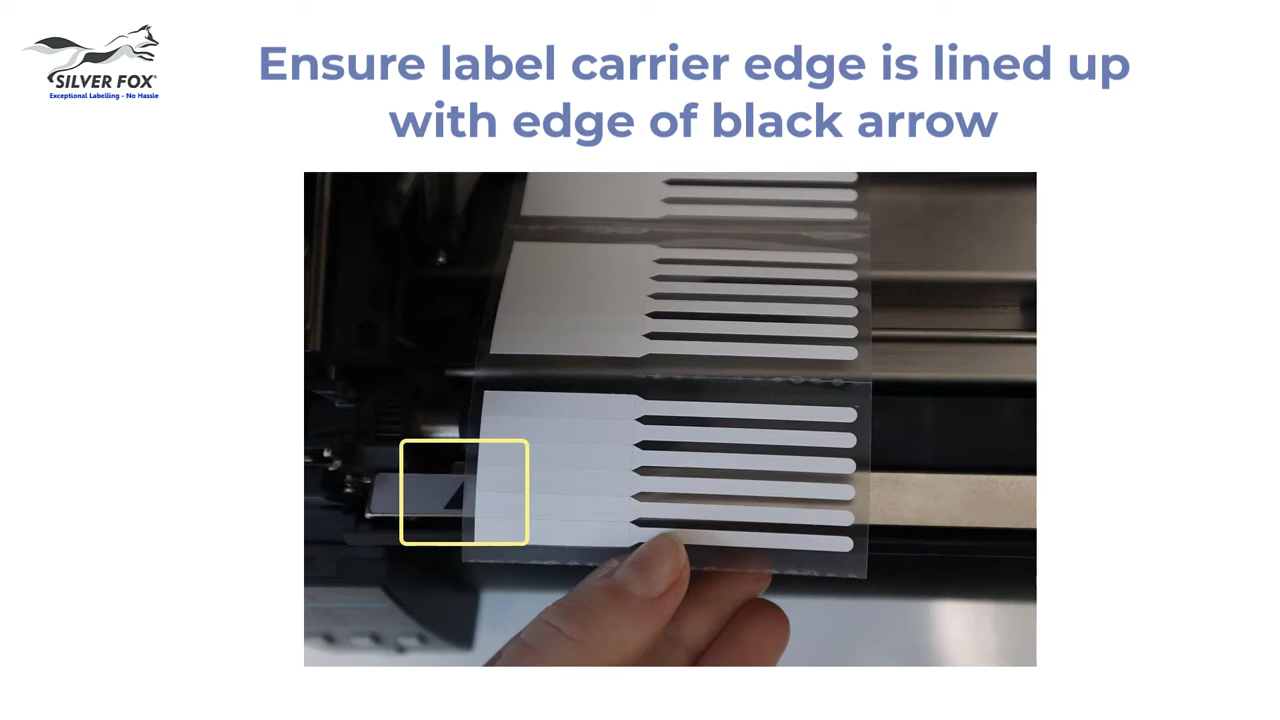 SILVER FOX®
Exceptional Labelling - No Hassle
Ensure label carrier edge is lined up
with edge of black arrow